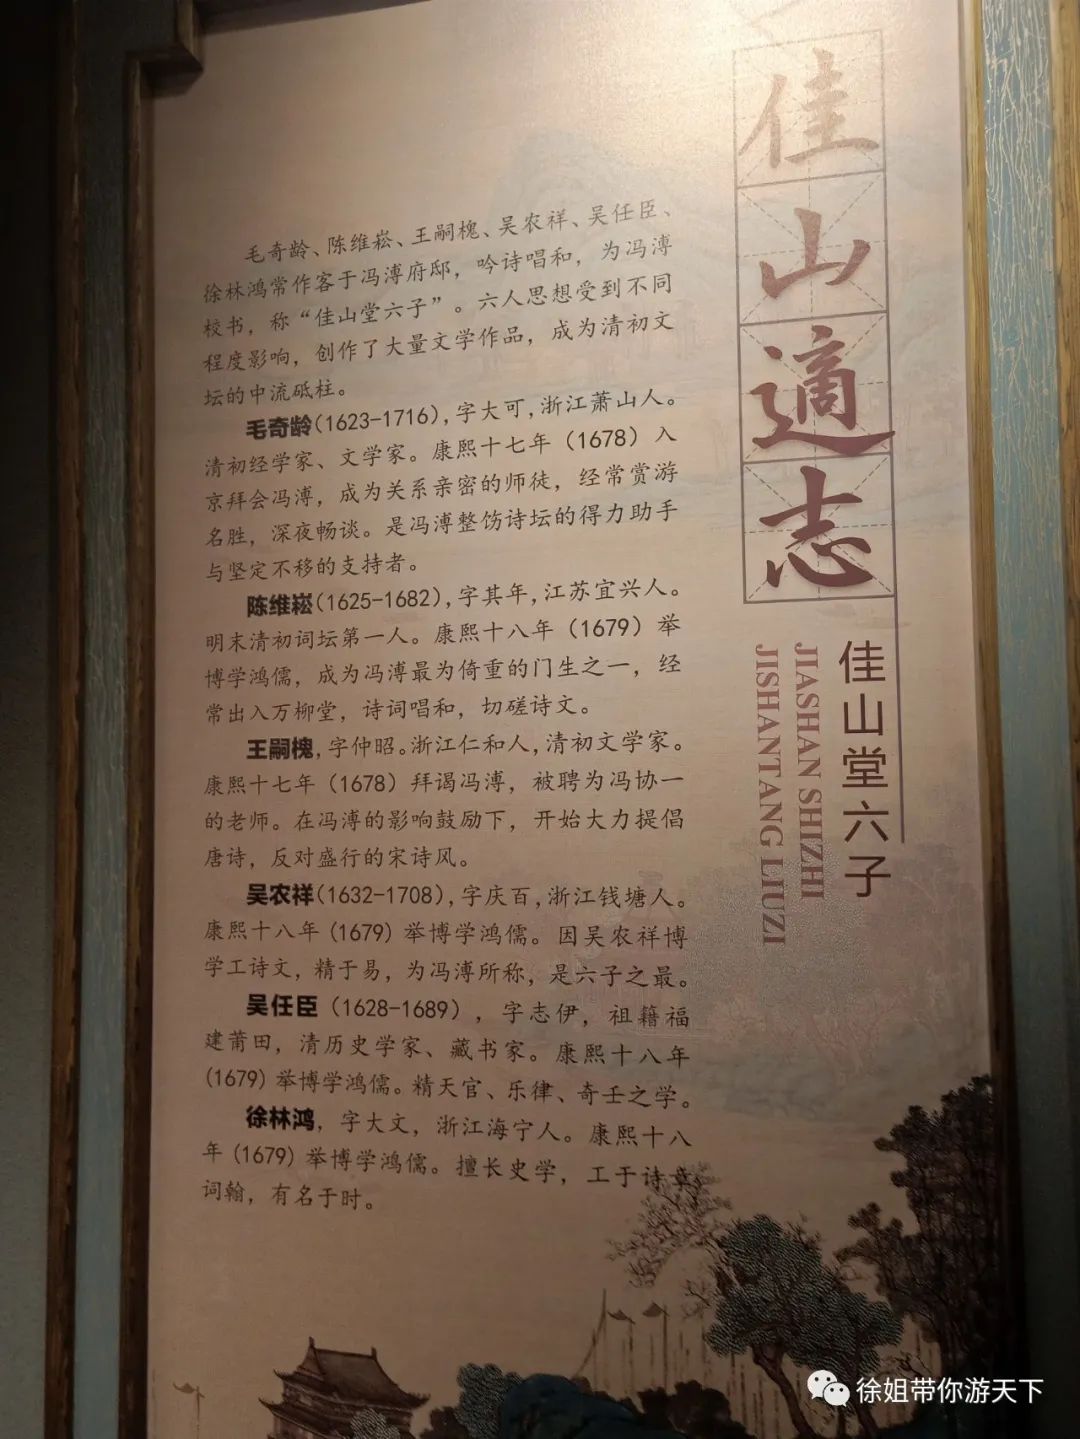 佳山適志
佳山堂六子
JIASHAN SHIZHI
JISHANTANG LIUZI
毛奇龄、陈维崧、王嗣槐、吴农祥、吴任臣、
徐林鸿常作客于冯溥府邸，吟诗唱和，为冯溥
校书，称“佳山堂六子”。六人思想受到不同
程度影响，创作了大量文学作品，成为清初文
坛的中流砥柱。
毛奇龄(1623-1716)，字大可，浙江萧山人。
清初经学家、文学家。康熙十七年（1678）入
京拜会冯溥，成为关系亲密的师徒，经常赏游
名胜，深夜畅谈。是冯溥整饬诗坛的得力助手
与坚定不移的支持者。
陈维崧(1625-1682)，字其年，江苏宜兴人。
明末清初词坛第一人。康熙十八年（1679）举
博学鸿儒，成为冯溥最为倚重的门生之一，经
常出入万柳堂，诗词唱和，切磋诗文。
王嗣槐，字仲昭。浙江仁和人，清初文学家。
康熙十七年（1678）拜谒冯溥，被聘为冯协一
的老师。在冯溥的影响鼓励下，开始大力提倡
唐诗，反对盛行的宋诗风。
吴农祥(1632-1708)，字庆百，浙江钱塘人。
康熙十八年(1679)举博学鸿儒。因吴农祥博
学工诗文，精于易，为冯溥所称，是六子之最。
吴任臣（1628-1689），字志伊，祖籍福
建莆田，清历史学家、藏书家。康熙十八年
(1679)举博学鸿儒。精天官、乐律、奇壬之学。
徐林鸿，字大文，浙江海宁人。康熙十八
年(1679)举博学鸿儒。擅长史学，工于诗章
词翰，有名于时。
徐姐带你游天下